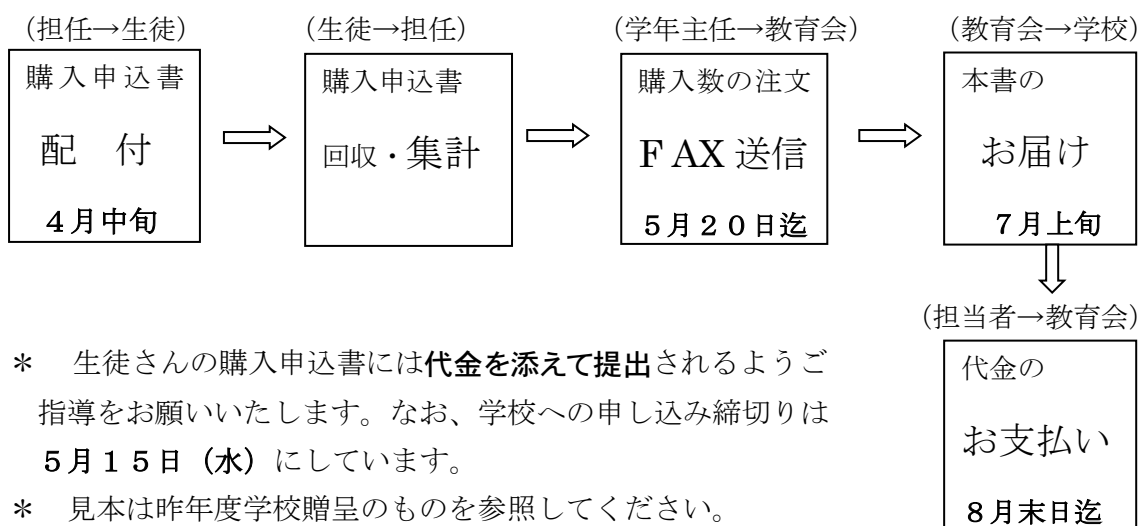 （担任→生徒）
購入申込書
配　付
４月中旬
（生徒→担任）
購入申込書
回収・集計
（学年主任→教育会）
購入数の注文
ＦAX送信
５月２０日迄
（教育会→学校）
本書の
お届け
７月上旬
（担当者→教育会）
代金の
お支払い
８月末日迄
＊　生徒さんの購入申込書には代金を添えて提出されるようご
指導をお願いいたします。なお、学校への申し込み締切りは
５月１５日（水）にしています。
＊　見本は昨年度学校贈呈のものを参照してください。